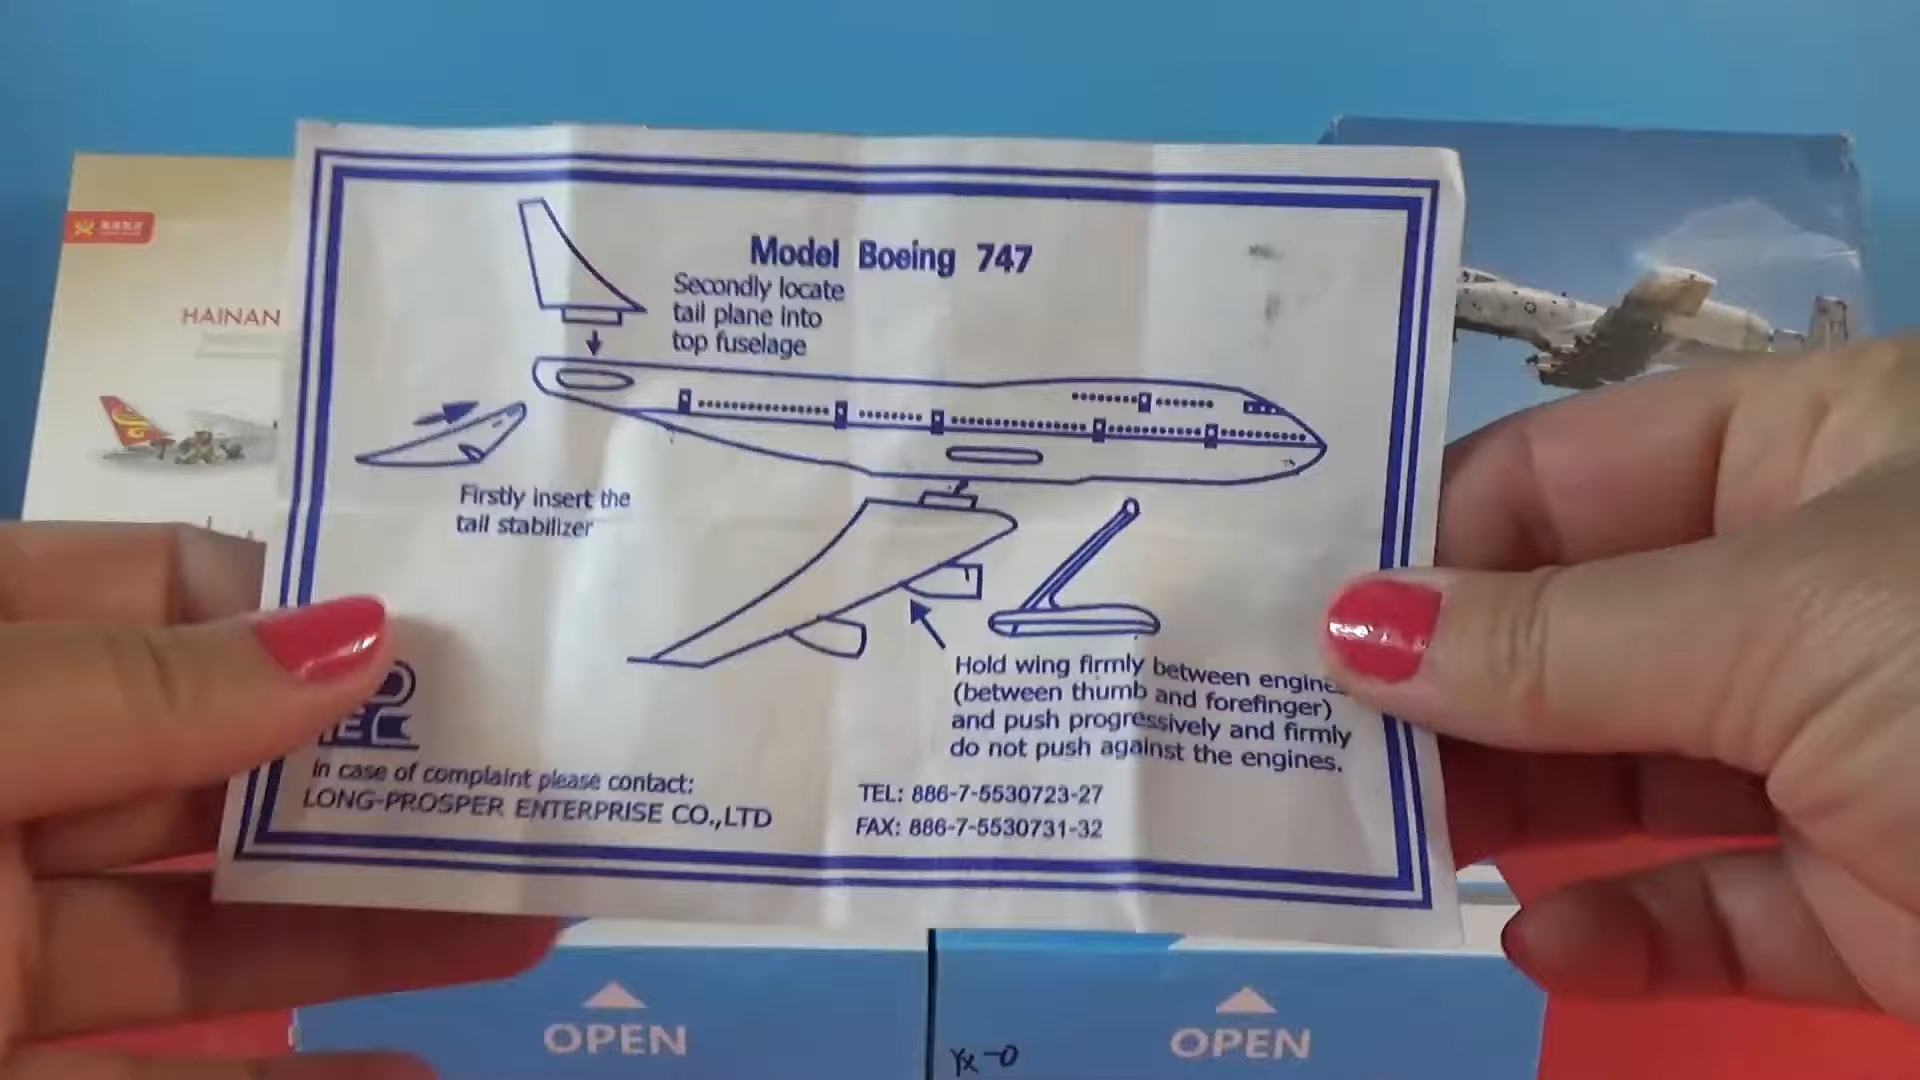 Model Boeing 747
Secondly locate
tail plane into
top fuselage
Firstly insert the
tail stabilizer
Hold wing firmly between
(between thumb and forefinger)
and push progressively and firmly
do not push against the engines.
In case of complaint please contact:
LONG-PROSPER ENTERPRISE CO.,LTD
TEL: 886-7-5530723-27
FAX: 886-7-5530731-32
HAINAN
OPEN
OPEN